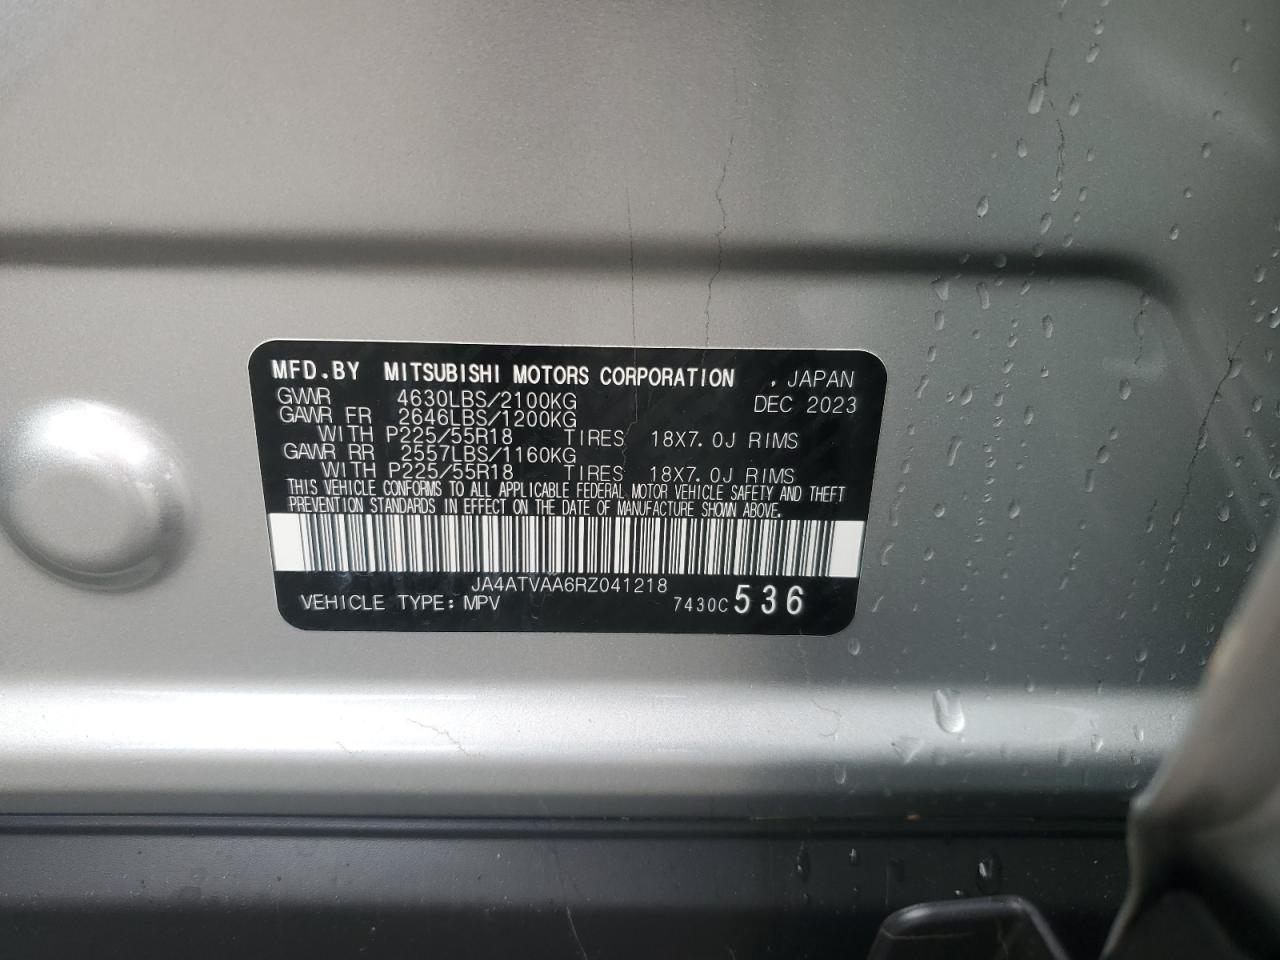 MFD.BY MITSUBISHI MOTORS CORPORATION , JAPAN
GVWR 4630LBS/2100KG DEC 2023
GAWR FR 2646LBS/1200KG
WITH P225/55R18 TIRES 18X7.0J RIMS
GAWR RR 2557LBS/1160KG
WITH P225/55R18 TIRES 18X7.0J RIMS
THIS VEHICLE CONFORMS TO ALL APPLICABLE FEDERAL MOTOR VEHICLE SAFETY AND THEFT
PREVENTION STANDARDS IN EFFECT ON THE DATE OF MANUFACTURE SHOWN ABOVE.
JA4ATVAA6RZ041218
VEHICLE TYPE: MPV 7430C 536